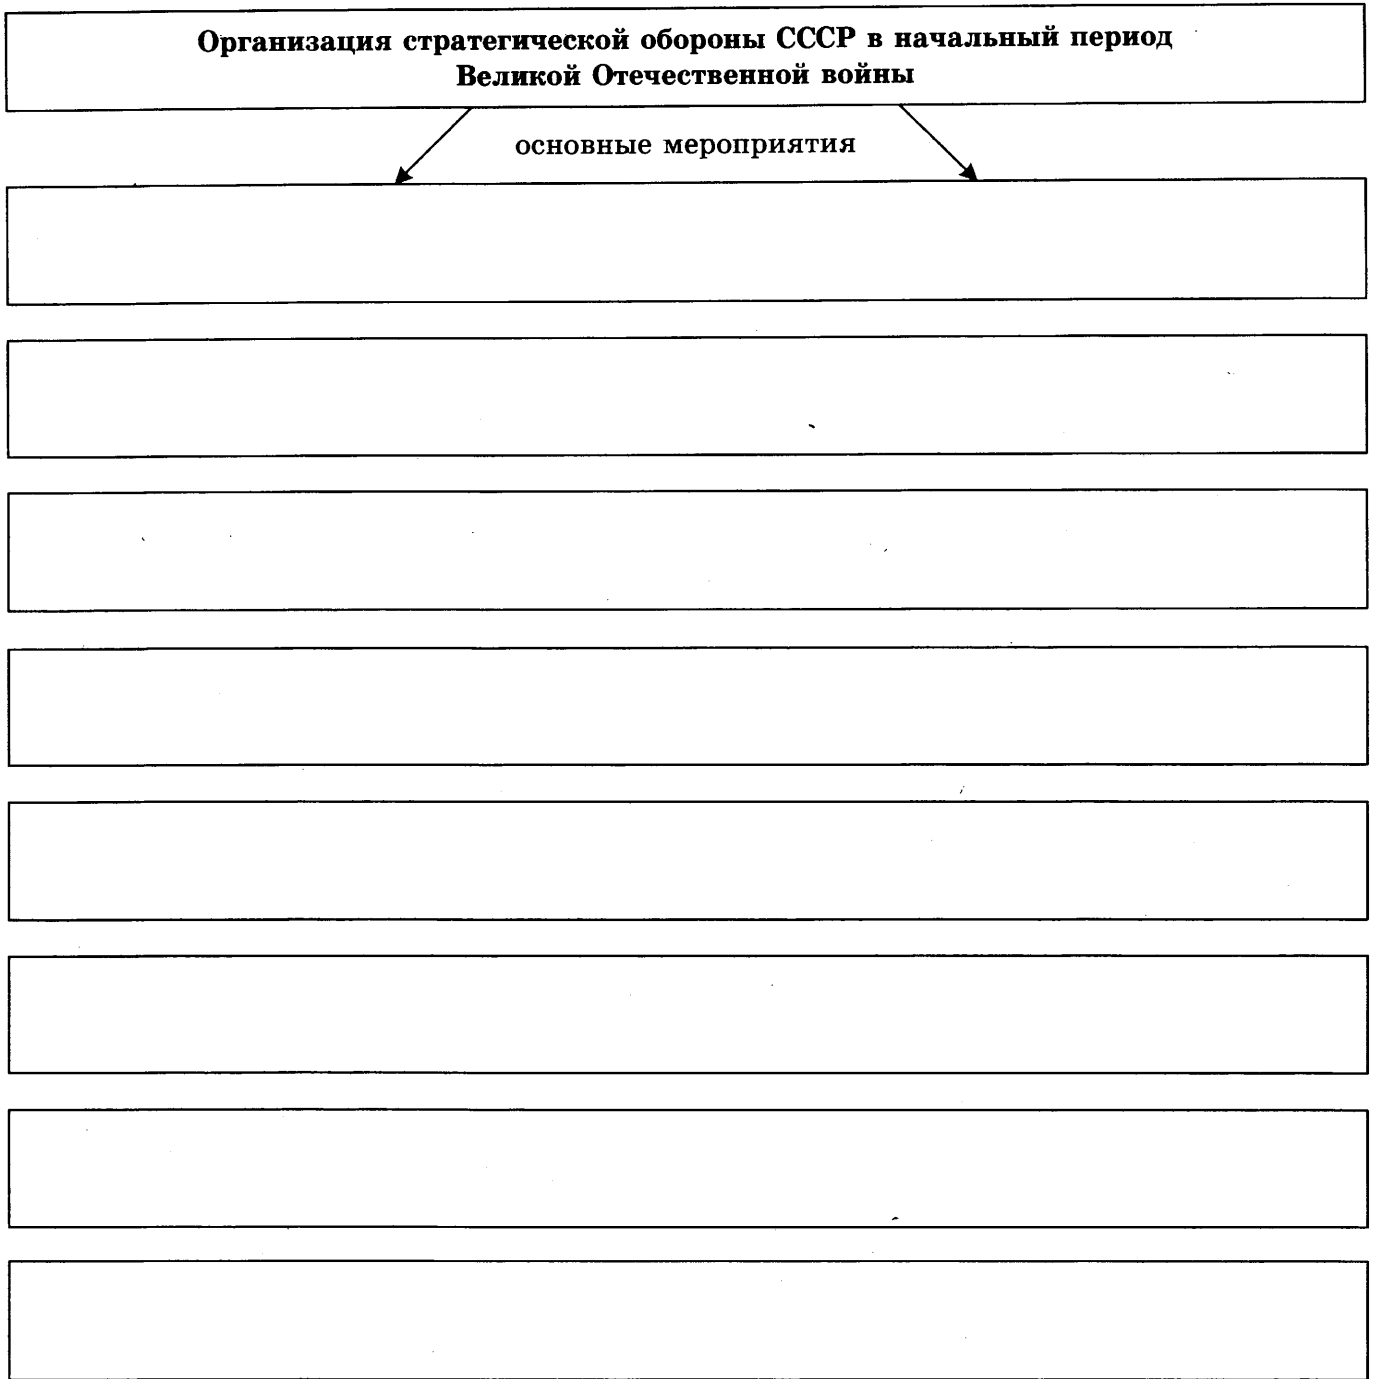 Организация стратегической обороны СССР в начальный период
Великой Отечественной войны
основные мероприятия